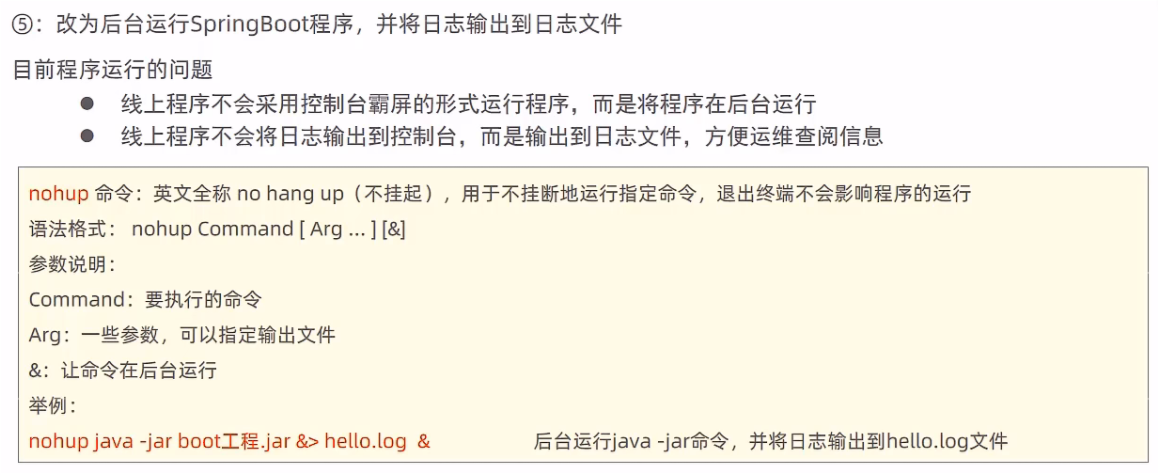 ⑤：改为后台运行SpringBoot程序，并将日志输出到日志文件
目前程序运行的问题
● 线上程序不会采用控制台霸屏的形式运行程序，而是将程序在后台运行
● 线上程序不会将日志输出到控制台，而是输出到日志文件，方便运维查阅信息
nohup 命令：英文全称 no hang up（不挂起），用于不挂断地运行指定命令，退出终端不会影响程序的运行
语法格式： nohup Command [ Arg … ] [&]
参数说明：
Command：要执行的命令
Arg：一些参数，可以指定输出文件
&：让命令在后台运行
举例：
nohup java -jar boot工程.jar &> hello.log & 后台运行java -jar命令，并将日志输出到hello.log文件